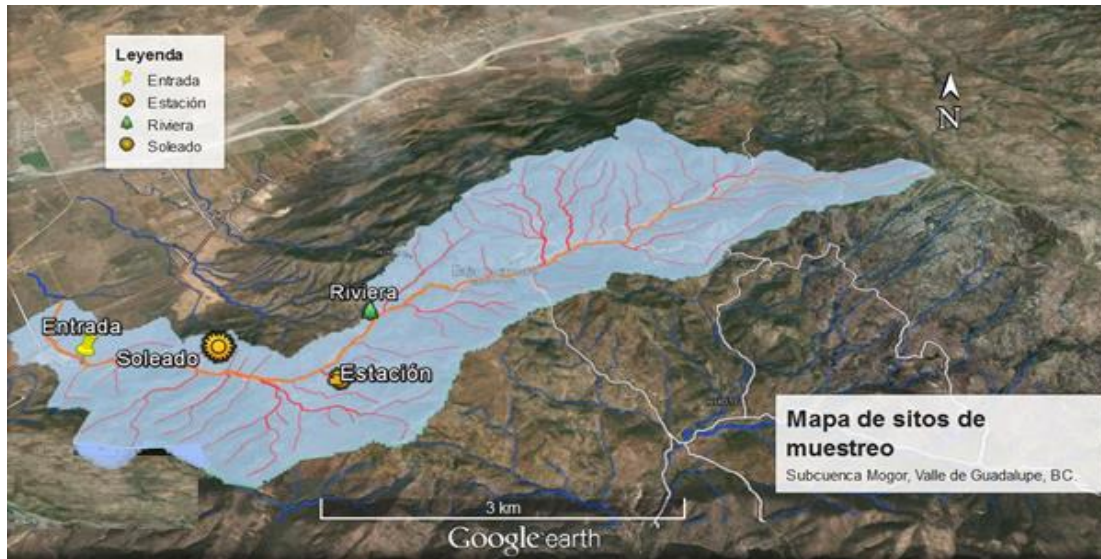 Leyenda
Entrada
Estación
Riviera
Soleado
N
Riviera
Entrada
Soleado
Estación
Mapa de sitos de
muestreo
Subcuenca Mogor, Valle de Guadalupe, BC.
3 km
Google earth